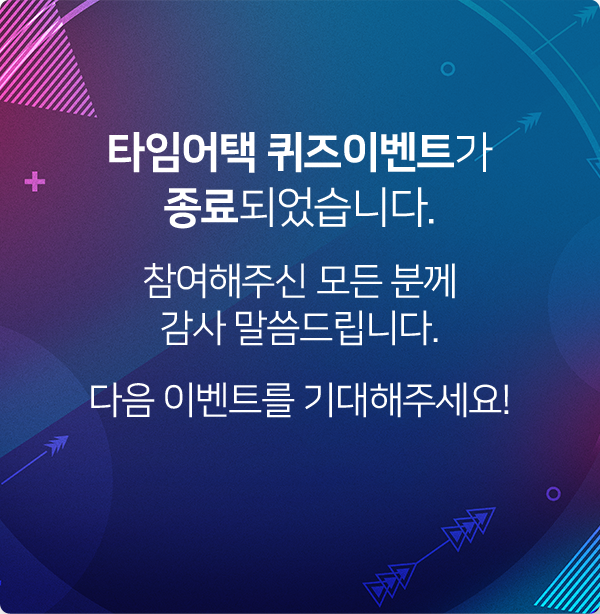 타임어택 퀴즈이벤트가
종료되었습니다.
참여해주신 모든 분께
감사 말씀드립니다.
다음 이벤트를 기대해주세요!